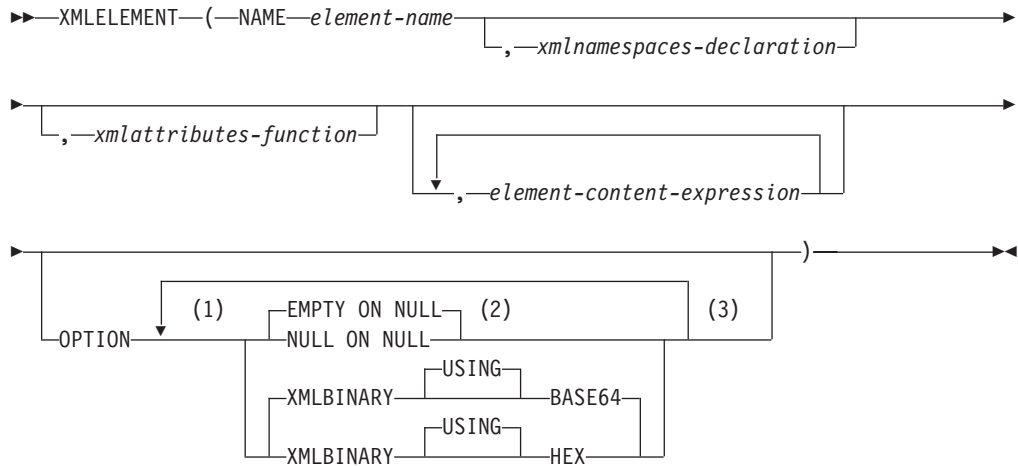 XMLELEMENT ( NAME element-name
, xmlnamespaces-declaration
, xmlattributes-function
, element-content-expression
)
(1) EMPTY ON NULL (2) (3)
OPTION NULL ON NULL
USING
XMLBINARY BASE64
USING
XMLBINARY HEX